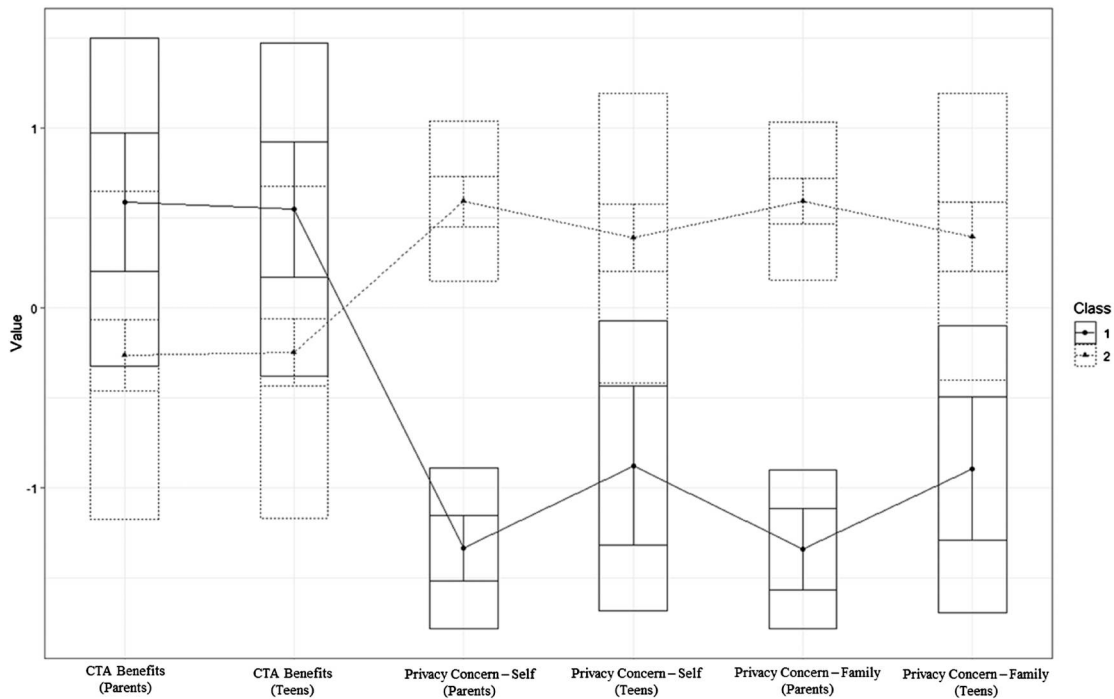 Value
1
0
-1
CTA Benefits
(Parents)
CTA Benefits
(Teens)
Privacy Concern–Self
(Parents)
Privacy Concern–Self
(Teens)
Privacy Concern–Family
(Parents)
Privacy Concern–Family
(Teens)
Class
1
2